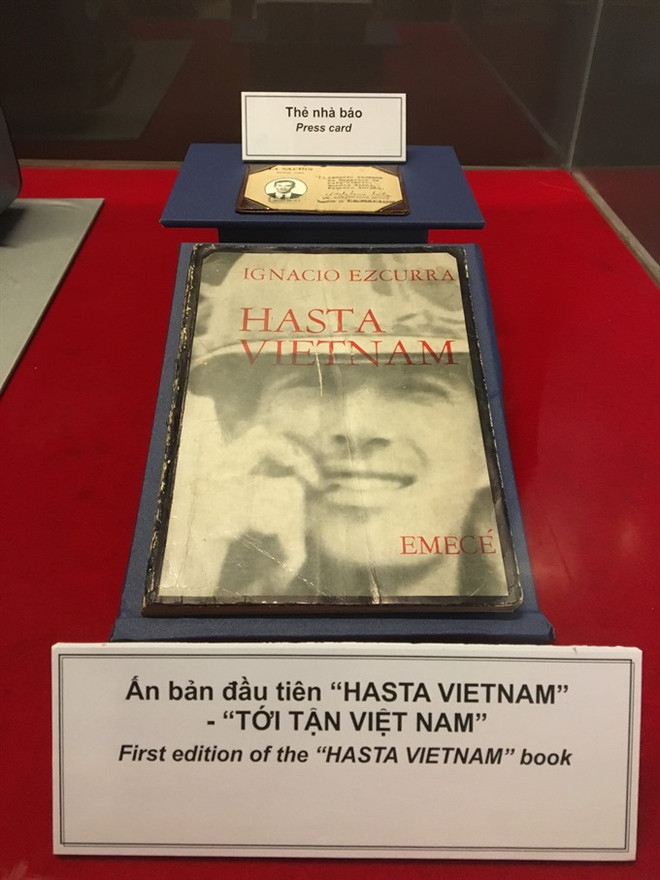 Thẻ nhà báo
Press card
IGNACIO EZCURRA
HASTA
VIETNAM
EMECÉ
Ấn bản đầu tiên “HASTA VIETNAM”
- “TỚI TẬN VIỆT NAM”
First edition of the “HASTA VIETNAM” book